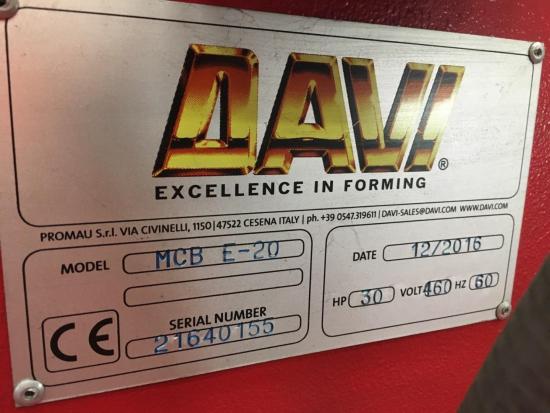 DAVI®
EXCELLENCE IN FORMING
PROMAU S.r.l. VIA CIVINELLI, 1150 | 47522 CESENA ITALY | ph. +39 0547.319611 | DAVI-SALES@DAVI.COM | WWW.DAVI.COM
MODEL MCB E-20
SERIAL NUMBER
21640155
CE
DATE 12/2016
HP 30 VOLT 460 HZ 60